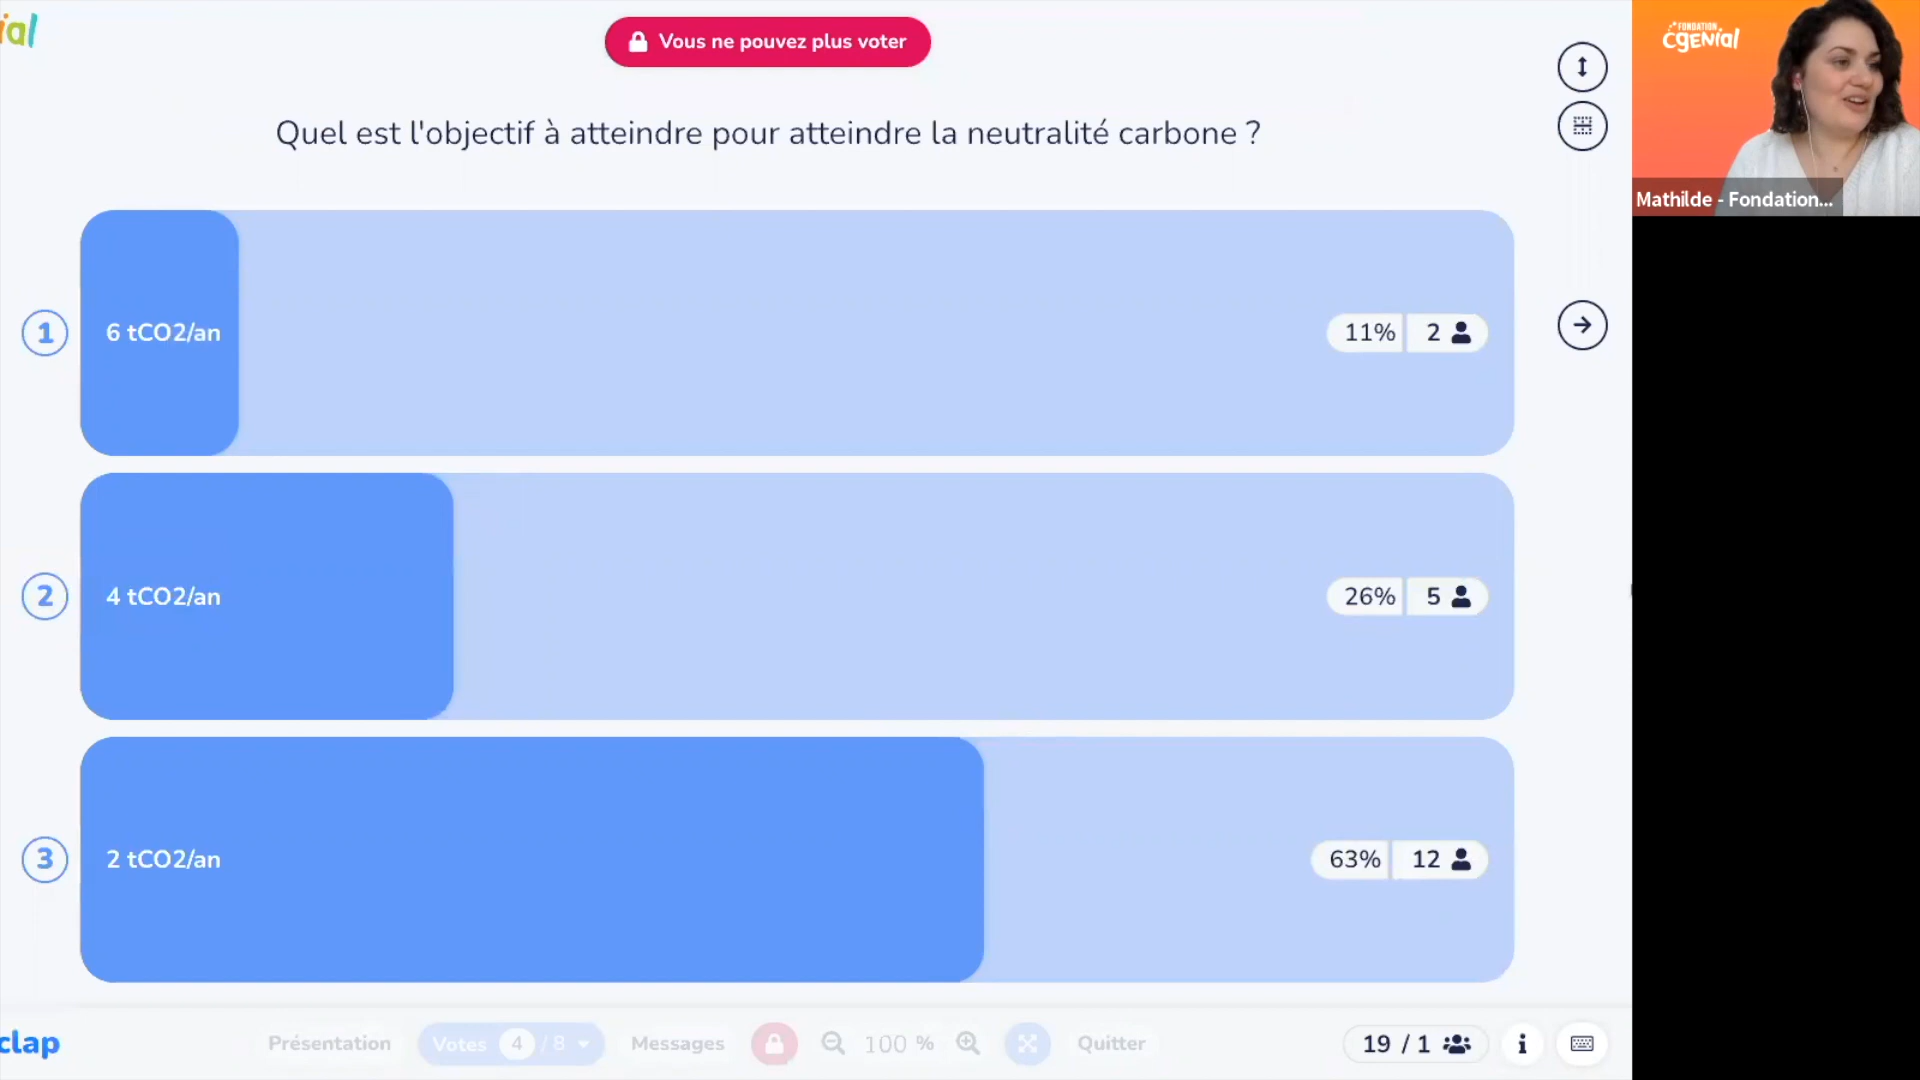 ial
Vous ne pouvez plus voter
FONDATION
CGENIAL
Quel est l'objectif à atteindre pour atteindre la neutralité carbone ?
Mathilde - Fondation...
1 6 tCO2/an 11% 2
2 4 tCO2/an 26% 5
3 2 tCO2/an 63% 12
clap Présentation Votes 4 / 8 Messages 100 % Quitter 19 / 1